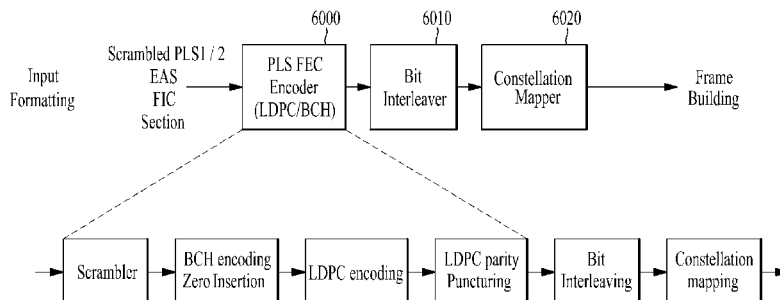 6000
6010
6020
Input
Formatting
Scrambled PLS1 / 2
EAS
FIC
Section
PLS FEC
Encoder
(LDPC/BCH)
Bit
Interleaver
Constellation
Mapper
Frame
Building
Scrambler
BCH encoding
Zero Insertion
LDPC encoding
LDPC parity
Puncturing
Bit
Interleaving
Constellation
mapping